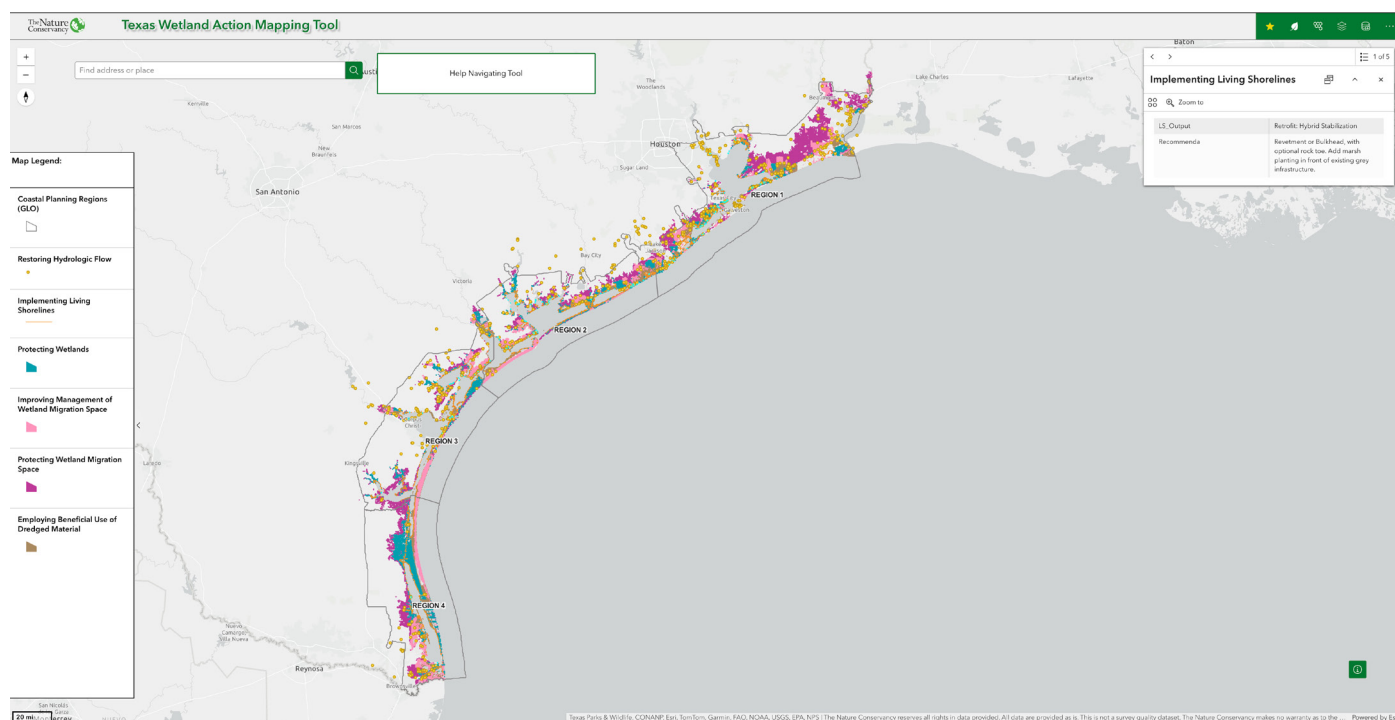 The Nature
Conservancy
Texas Wetland Action Mapping Tool
Find address or place
Help Navigating Tool
Map Legend:
Coastal Planning Regions
(GLO)
Restoring Hydrologic Flow
Implementing Living
Shorelines
Protecting Wetlands
Improving Management of
Wetland Migration Space
Protecting Wetland Migration
Space
Employing Beneficial Use of
Dredged Material
1 of 5
Implementing Living Shorelines
Zoom to
LS_Output
Retrofit: Hybrid Stabilization
Recommenda
Revetment or Bulkhead, with
optional rock toe. Add marsh
planting in front of existing grey
infrastructure.
Baton
Lake Charles
Lafayette
The
Woodlands
Kerrville
San Marcos
New
Braunfels
Houston
Sugar Land
San Antonio
REGION 1
Bay City
Victoria
REGION 2
REGION 3
Laredo
REGION 4
Nueva
Camargo
Villa Nueva
Reynosa
Brownsville
San Nicolás
20 mi
Texas Parks & Wildlife, CONANP, Esri, TomTom, Garmin, FAO, NOAA, USGS, EPA, NPS | The Nature Conservancy reserves all rights in data provided. All data are provided as is. This is not a survey quality dataset. The Nature Conservancy makes no warranty as to the ...
Powered by